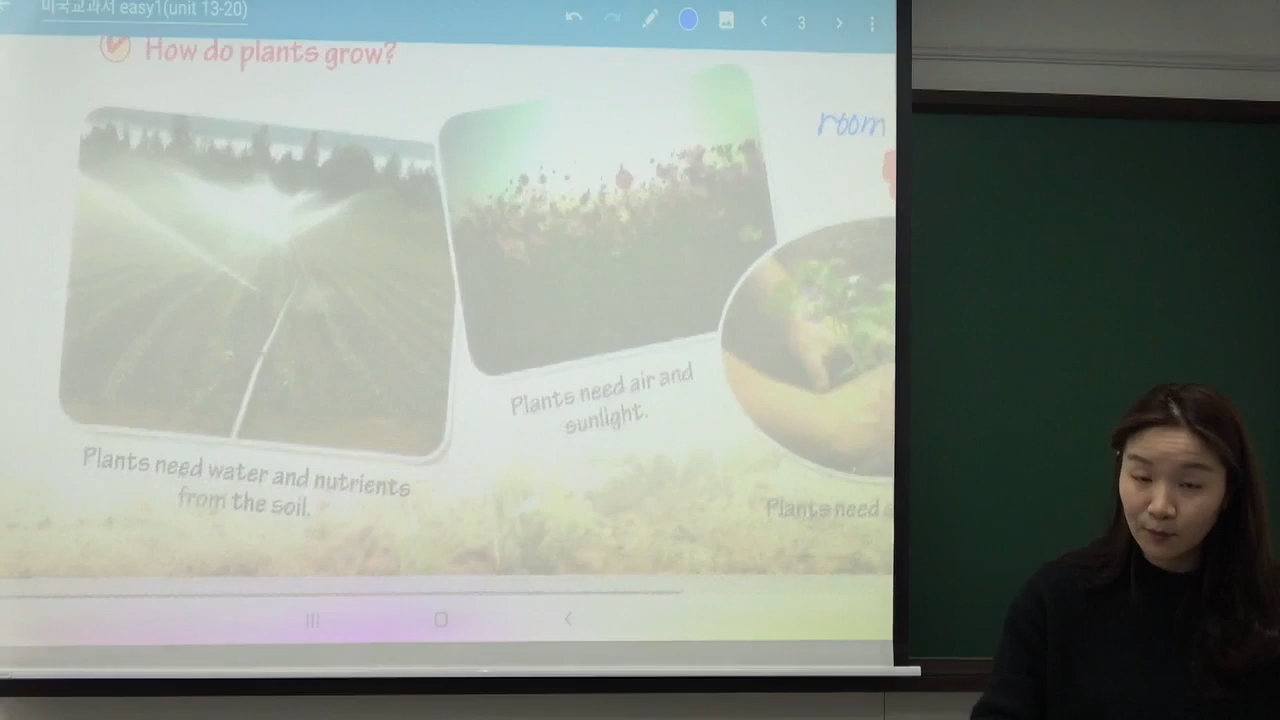 미국교과서 easy1(unit 13-20)
3
How do plants grow?
room
Plants need air and
sunlight.
Plants need water and nutrients
from the soil.
Plants need